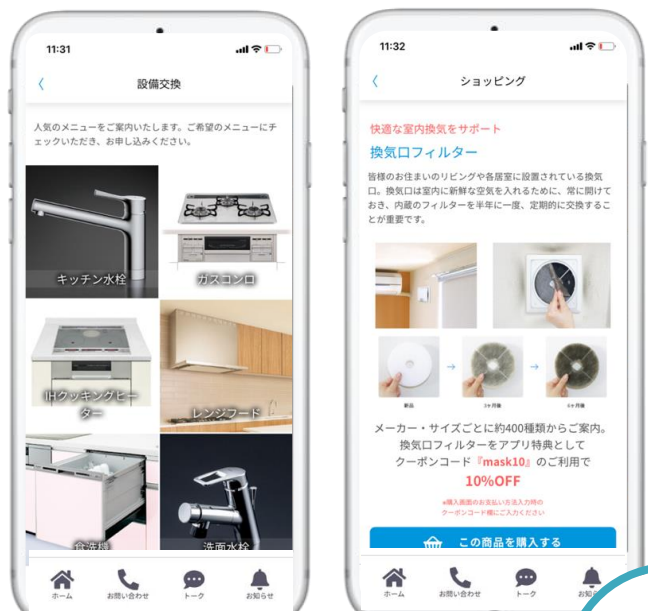 11:31
設備交換
人気のメニューをご案内いたします。ご希望のメニューにチ
ェックいただき、お申し込みください。
キッチン水栓
ガスコンロ
IHクッキングヒー
ター
レンジフード
食洗機
洗面水栓
ホーム
お問い合わせ
トーク
お知らせ
11:32
ショッピング
快適な室内換気をサポート
換気口フィルター
皆様のお住まいのリビングや各居室に設置されている換気
口。換気口は室内に新鮮な空気を入れるために、常に開けて
おき、内蔵のフィルターを半年に一度、定期的に交換するこ
とが重要です。
新品
3ヶ月後
6ヶ月後
メーカー・サイズごとに約400種類からご案内。
換気口フィルターをアプリ特典として
クーポンコード『mask10』のご利用で
10%OFF
※購入画面のお支払い方法入力時の
クーポンコード欄にご入力ください
この商品を購入する
ホーム
お問い合わせ
トーク
お知ら